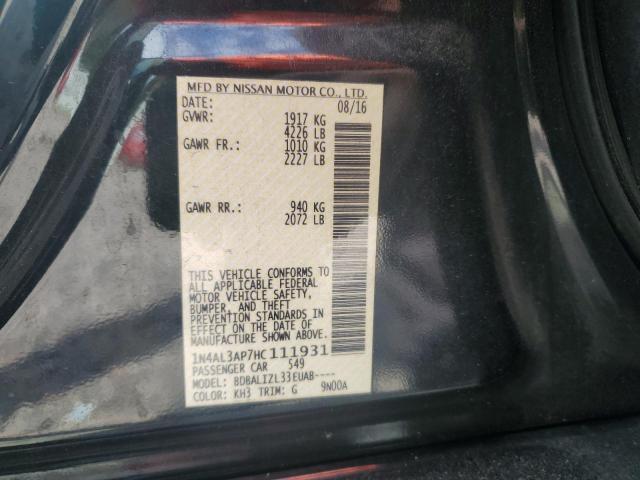 MFD BY NISSAN MOTOR CO., LTD.
DATE: 08/16
GVWR: 1917 KG
4226 LB
GAWR FR.: 1010 KG
2227 LB
GAWR RR.: 940 KG
2072 LB
THIS VEHICLE CONFORMS TO
ALL APPLICABLE FEDERAL
MOTOR VEHICLE SAFETY,
BUMPER, AND THEFT
PREVENTION STANDARDS IN
EFFECT ON THE DATE OF
MANUFACTURE SHOWN ABOVE.
1N4AL3AP7HC111931
PASSENGER CAR 549
MODEL: BDBALIZL33EUAB----
COLOR: KH3 TRIM: G 9N00A